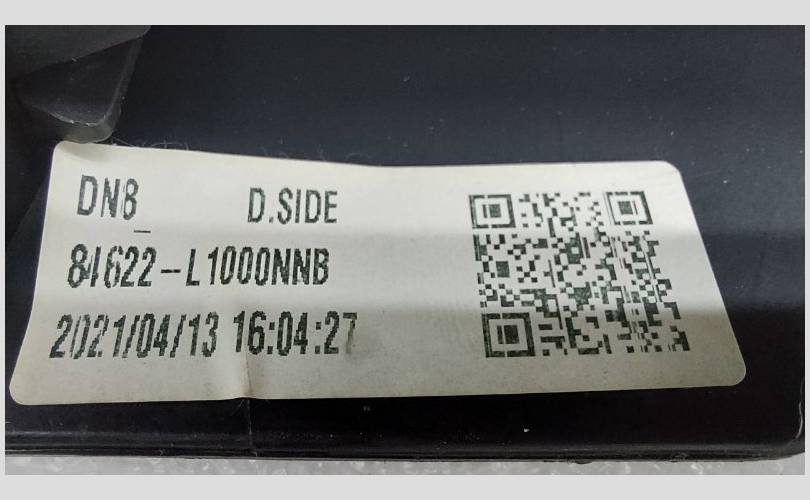 DN8_ D.SIDE
84622-L1000NNB
2021/04/13 16:04:27